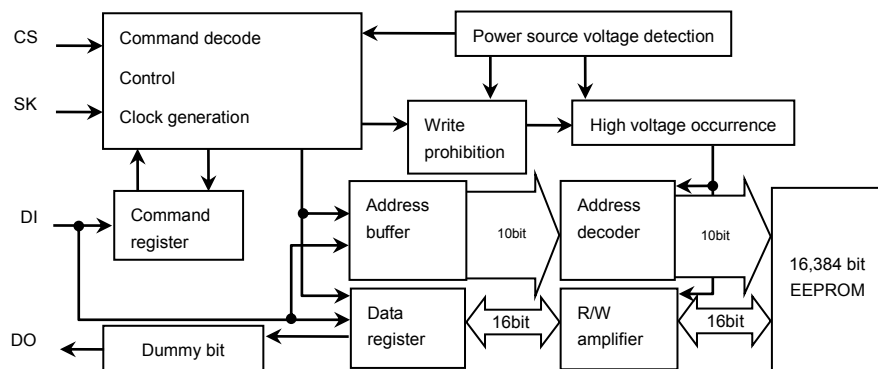 CS
Command decode
Power source voltage detection
Control
SK
Clock generation
Write
prohibition
High voltage occurrence
DI
Command
register
Address
buffer
10bit
Address
decoder
10bit
16,384 bit
EEPROM
Data
register
16bit
R/W
amplifier
16bit
DO
Dummy bit